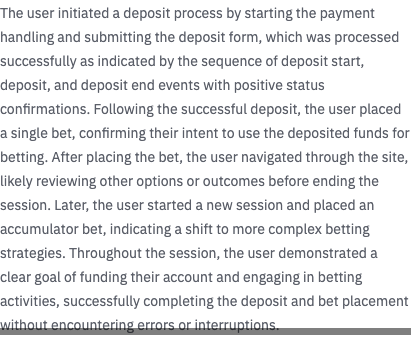 The user initiated a deposit process by starting the payment
handling and submitting the deposit form, which was processed
successfully as indicated by the sequence of deposit start,
deposit, and deposit end events with positive status
confirmations. Following the successful deposit, the user placed
a single bet, confirming their intent to use the deposited funds for
betting. After placing the bet, the user navigated through the site,
likely reviewing other options or outcomes before ending the
session. Later, the user started a new session and placed an
accumulator bet, indicating a shift to more complex betting
strategies. Throughout the session, the user demonstrated a
clear goal of funding their account and engaging in betting
activities, successfully completing the deposit and bet placement
without encountering errors or interruptions.